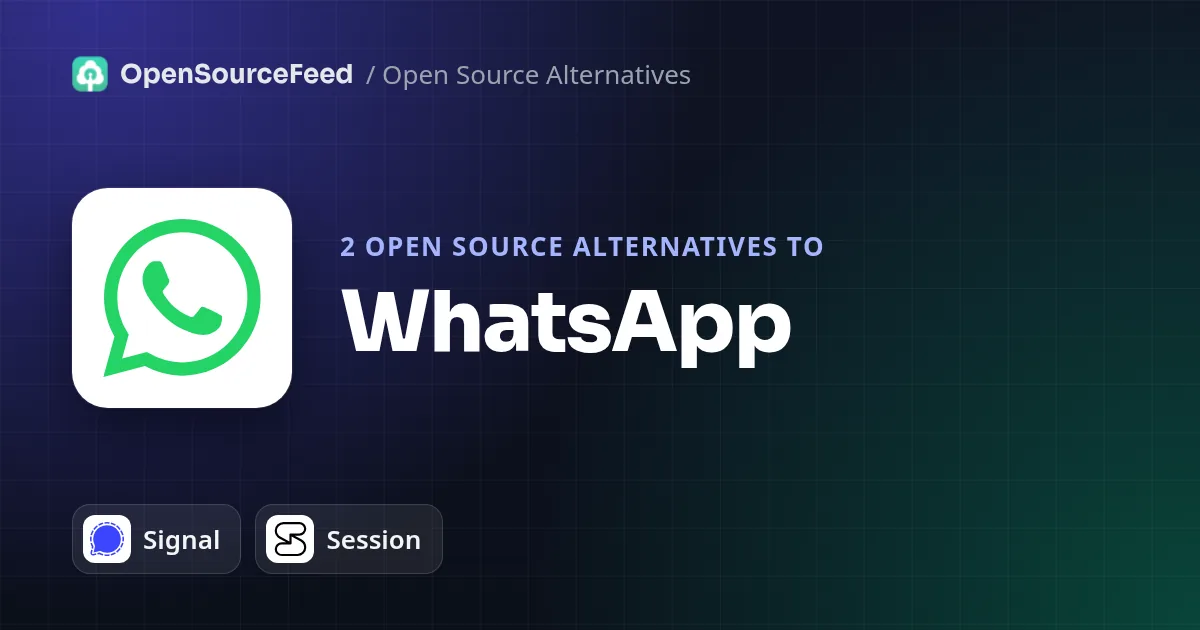 OpenSourceFeed / Open Source Alternatives
2 OPEN SOURCE ALTERNATIVES TO
WhatsApp
Signal
Session